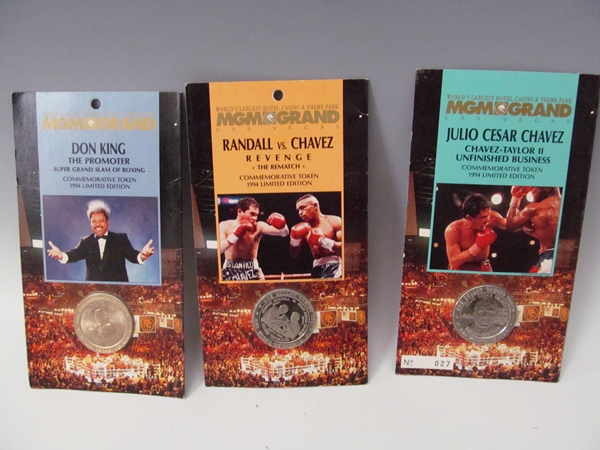 MGM GRAND
DON KING
THE PROMOTER
SUPER GRAND SLAM OF BOXING
COMMEMORATIVE TOKEN
1994 LIMITED EDITION
WORLD'S LARGEST HOTEL, CASINO & THEME PARK
MGM GRAND
LAS VEGAS
RANDALL VS. CHAVEZ
REVENGE
• THE REMATCH •
COMMEMORATIVE TOKEN
1994 LIMITED EDITION
WORLD'S LARGEST HOTEL, CASINO & THEME PARK
MGM GRAND
LAS VEGAS
JULIO CESAR CHAVEZ
CHAVEZ-TAYLOR II
UNFINISHED BUSINESS
COMMEMORATIVE TOKEN
1994 LIMITED EDITION
No 027